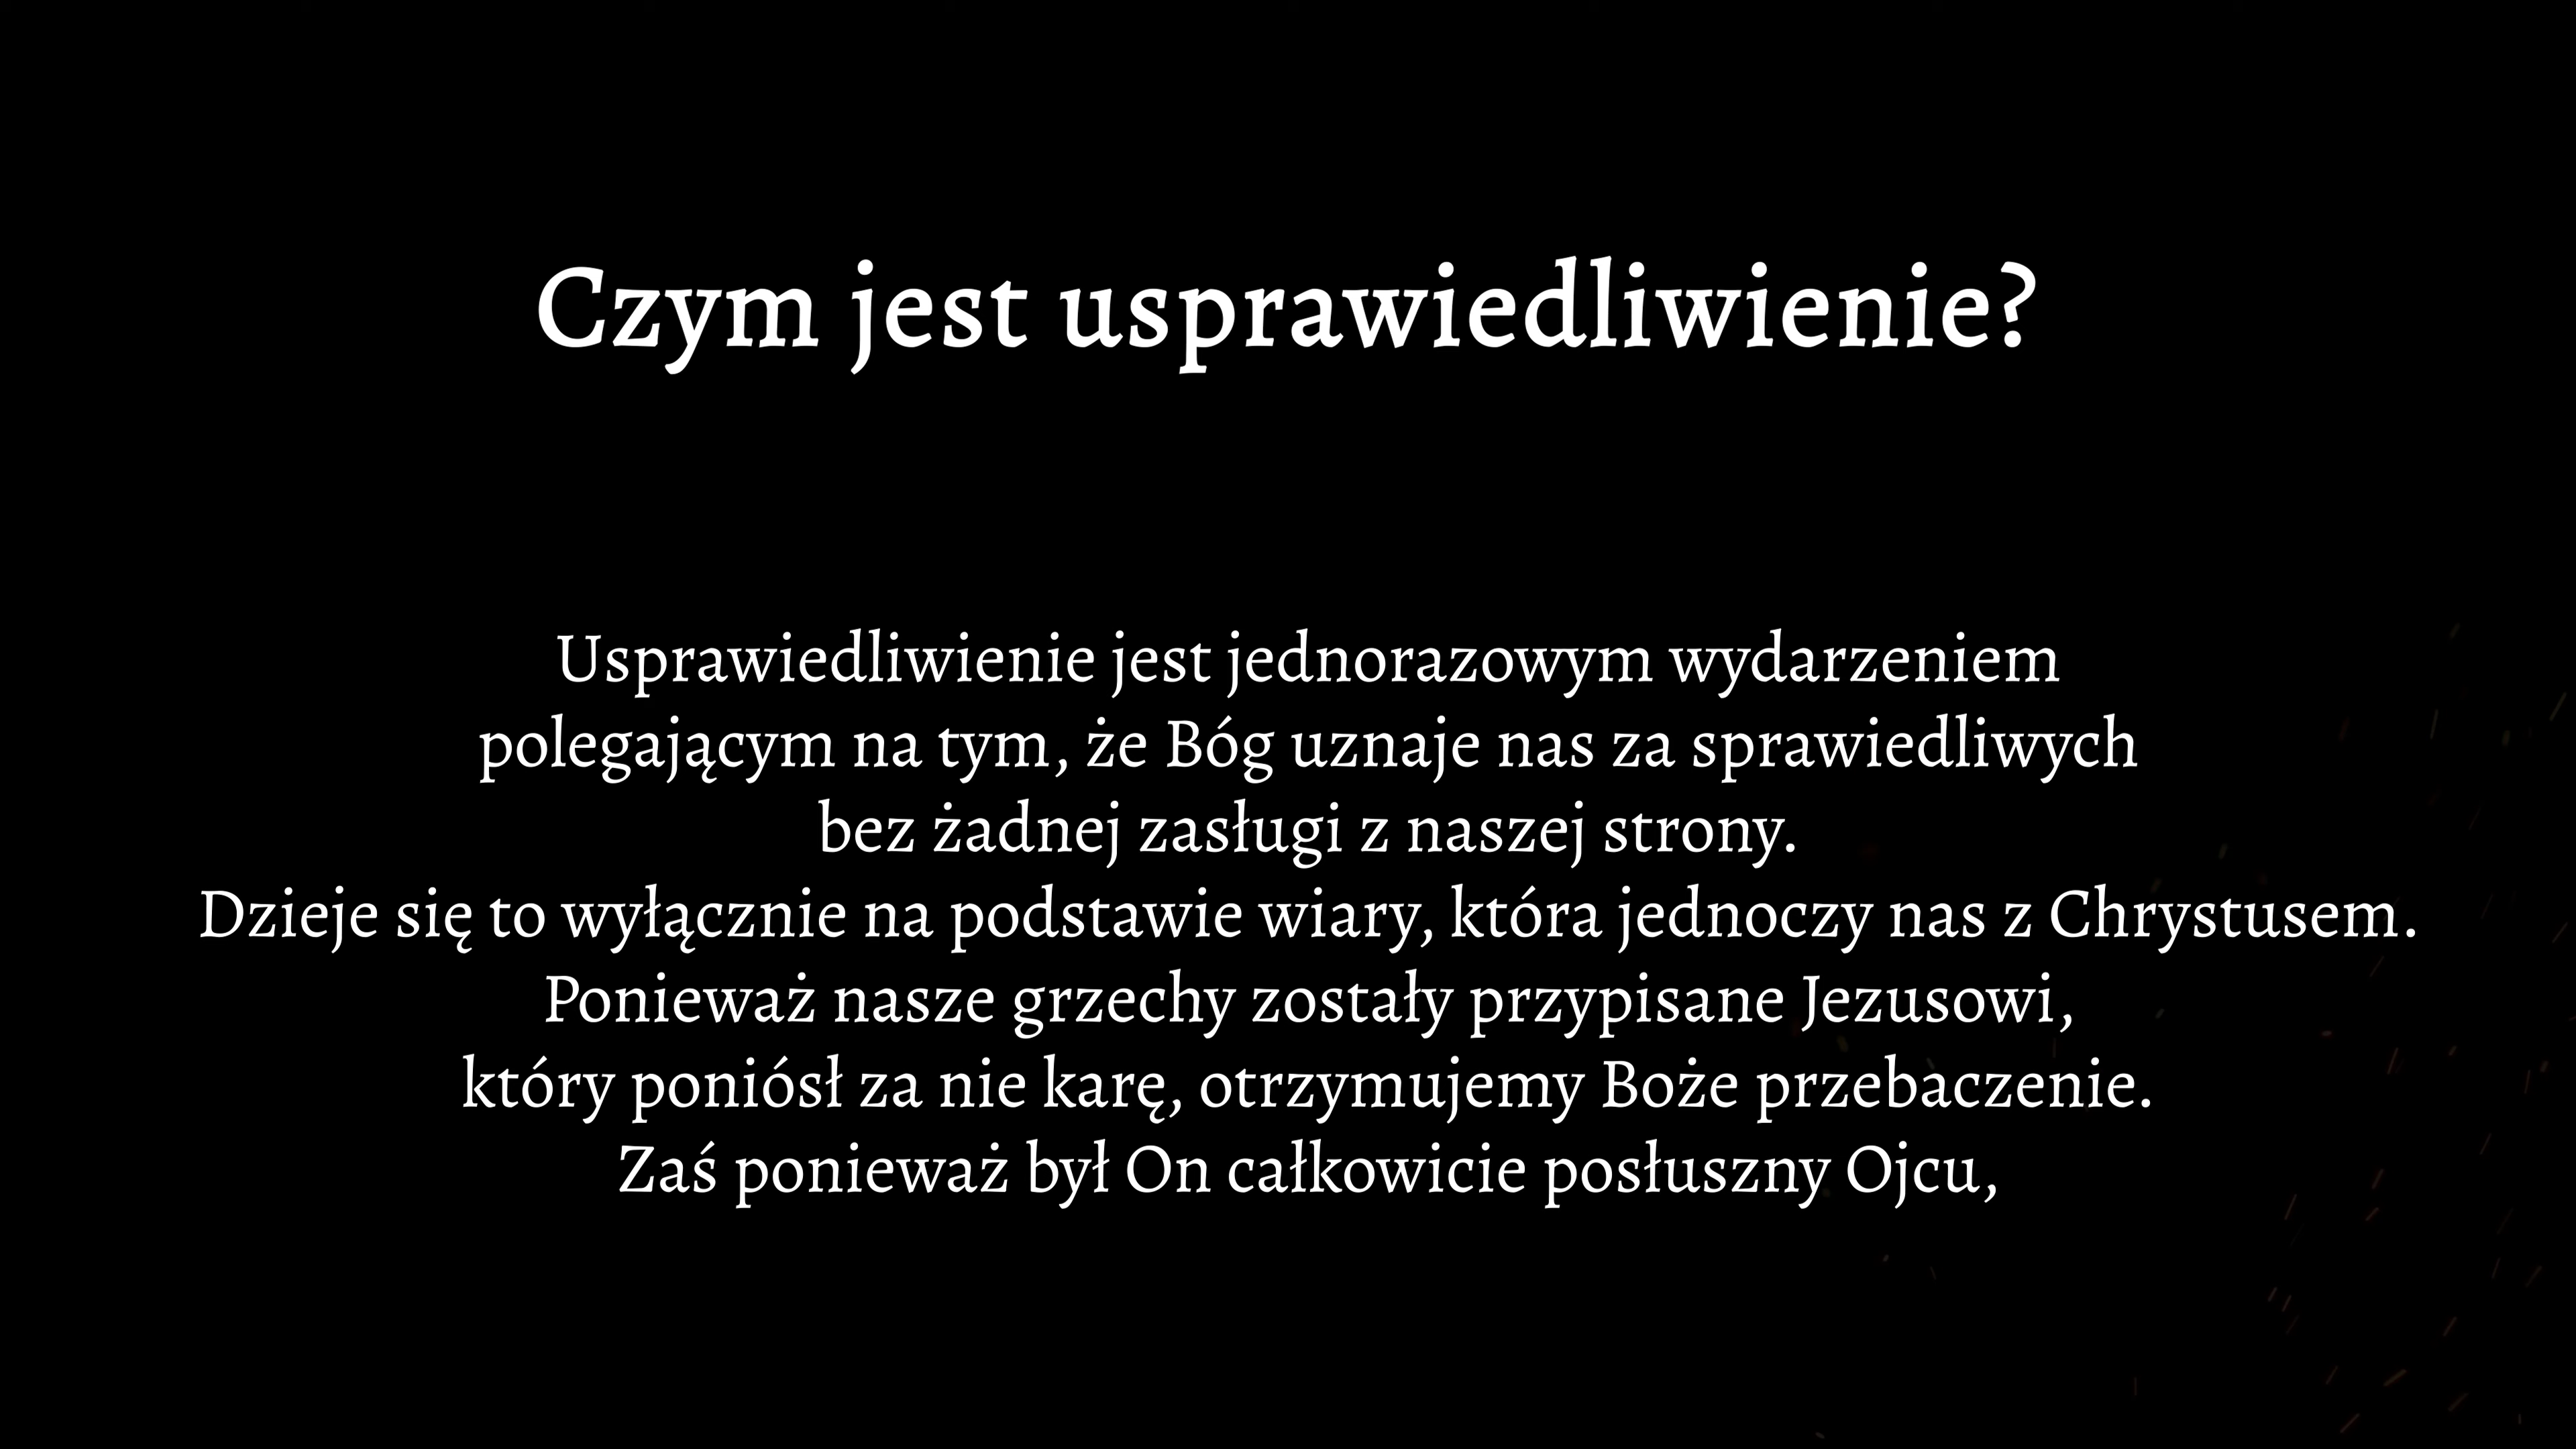 Czym jest usprawiedliwienie?
Usprawiedliwienie jest jednorazowym wydarzeniem
polegającym na tym, że Bóg uznaje nas za sprawiedliwych
bez żadnej zasługi z naszej strony.
Dzieje się to wyłącznie na podstawie wiary, która jednoczy nas z Chrystusem.
Ponieważ nasze grzechy zostały przypisane Jezusowi,
który poniósł za nie karę, otrzymujemy Boże przebaczenie.
Zaś ponieważ był On całkowicie posłuszny Ojcu,